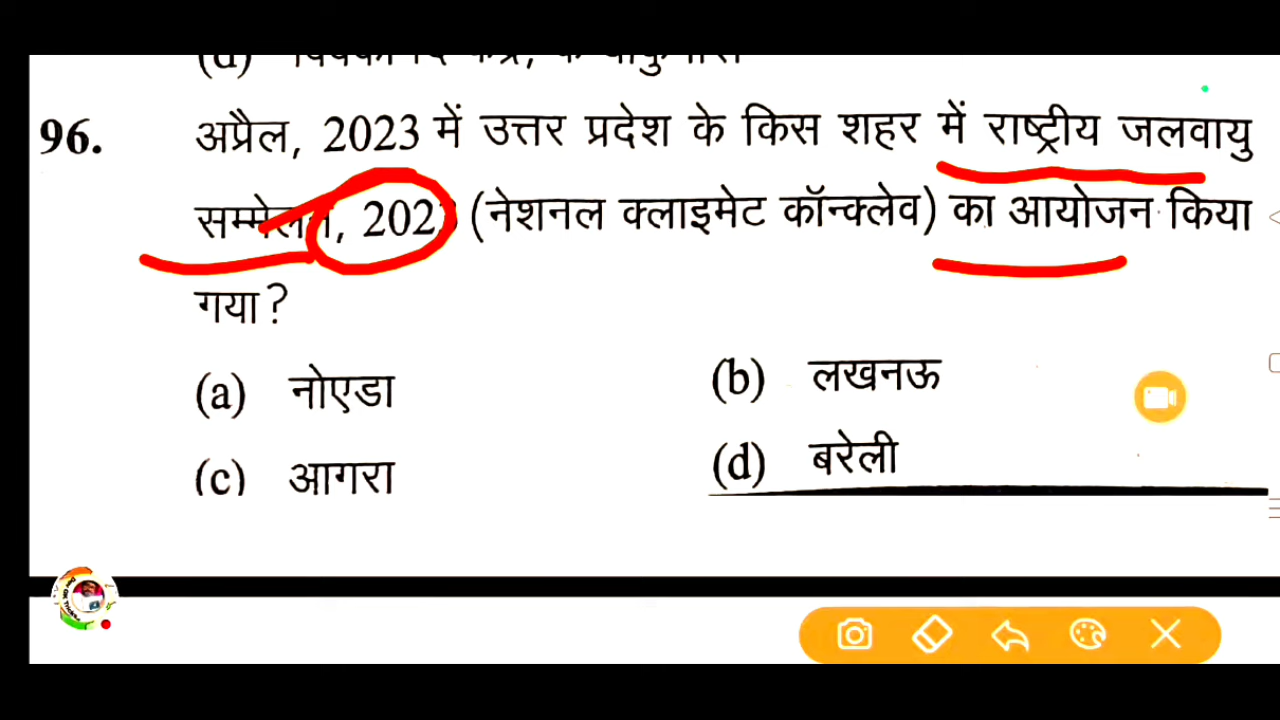 96. अप्रैल, 2023 में उत्तर प्रदेश के किस शहर में राष्ट्रीय जलवायु
सम्मेलन, 2023 (नेशनल क्लाइमेट कॉन्क्लेव) का आयोजन किया
गया?
(a) नोएडा (b) लखनऊ
(c) आगरा (d) बरेली